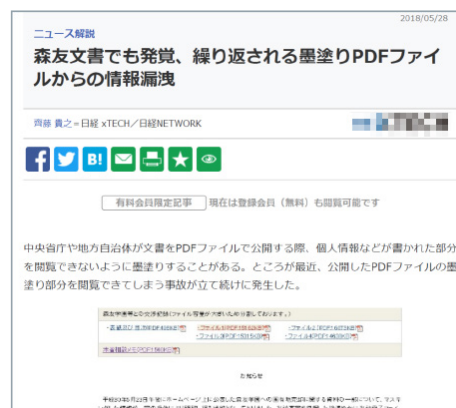 2018/05/28
ニュース解説
森友文書でも発覚、繰り返される墨塗りPDFファイ
ルからの情報漏洩
齊藤 貴之=日経 xTECH/日経NETWORK
f B!
有料会員限定記事 現在は登録会員(無料)も閲覧可能です
中央省庁や地方自治体が文書をPDFファイルで公開する際、個人情報などが書かれた部分
を閲覧できないように墨塗りすることがある。ところが最近、公開したPDFファイルの墨
塗り部分を閲覧できてしまう事故が立て続けに発生した。
お知らせ